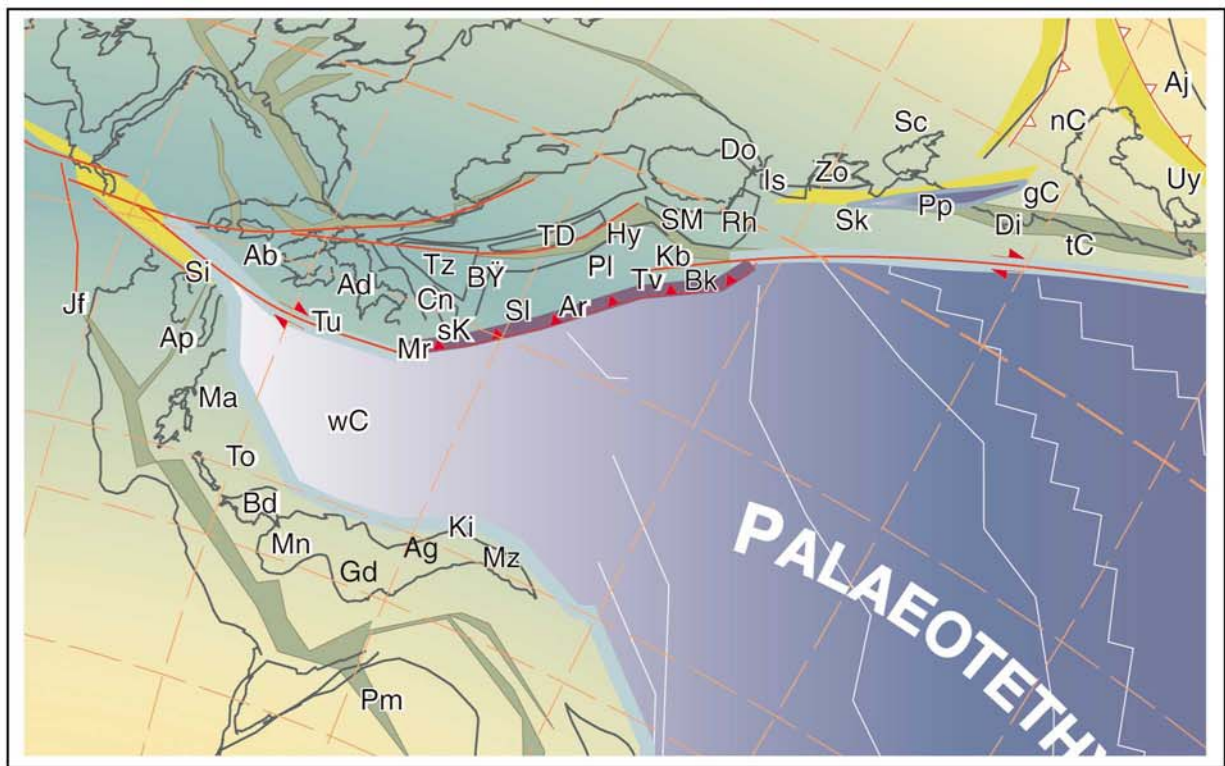 Aj
nC
Sc
Do
Is
Zo
Uy
Sk
Pp
gC
Di
tC
SM
Rh
TD
Hy
Ab
Tz
BŸ
Pl
Kb
Si
Ad
Cn
Tv
Bk
Jf
Tu
Sl
Ar
Ap
Mr
sK
Ma
wC
To
Bd
Ki
Mn
Ag
Mz
Gd
PALAEOTETHY
Pm